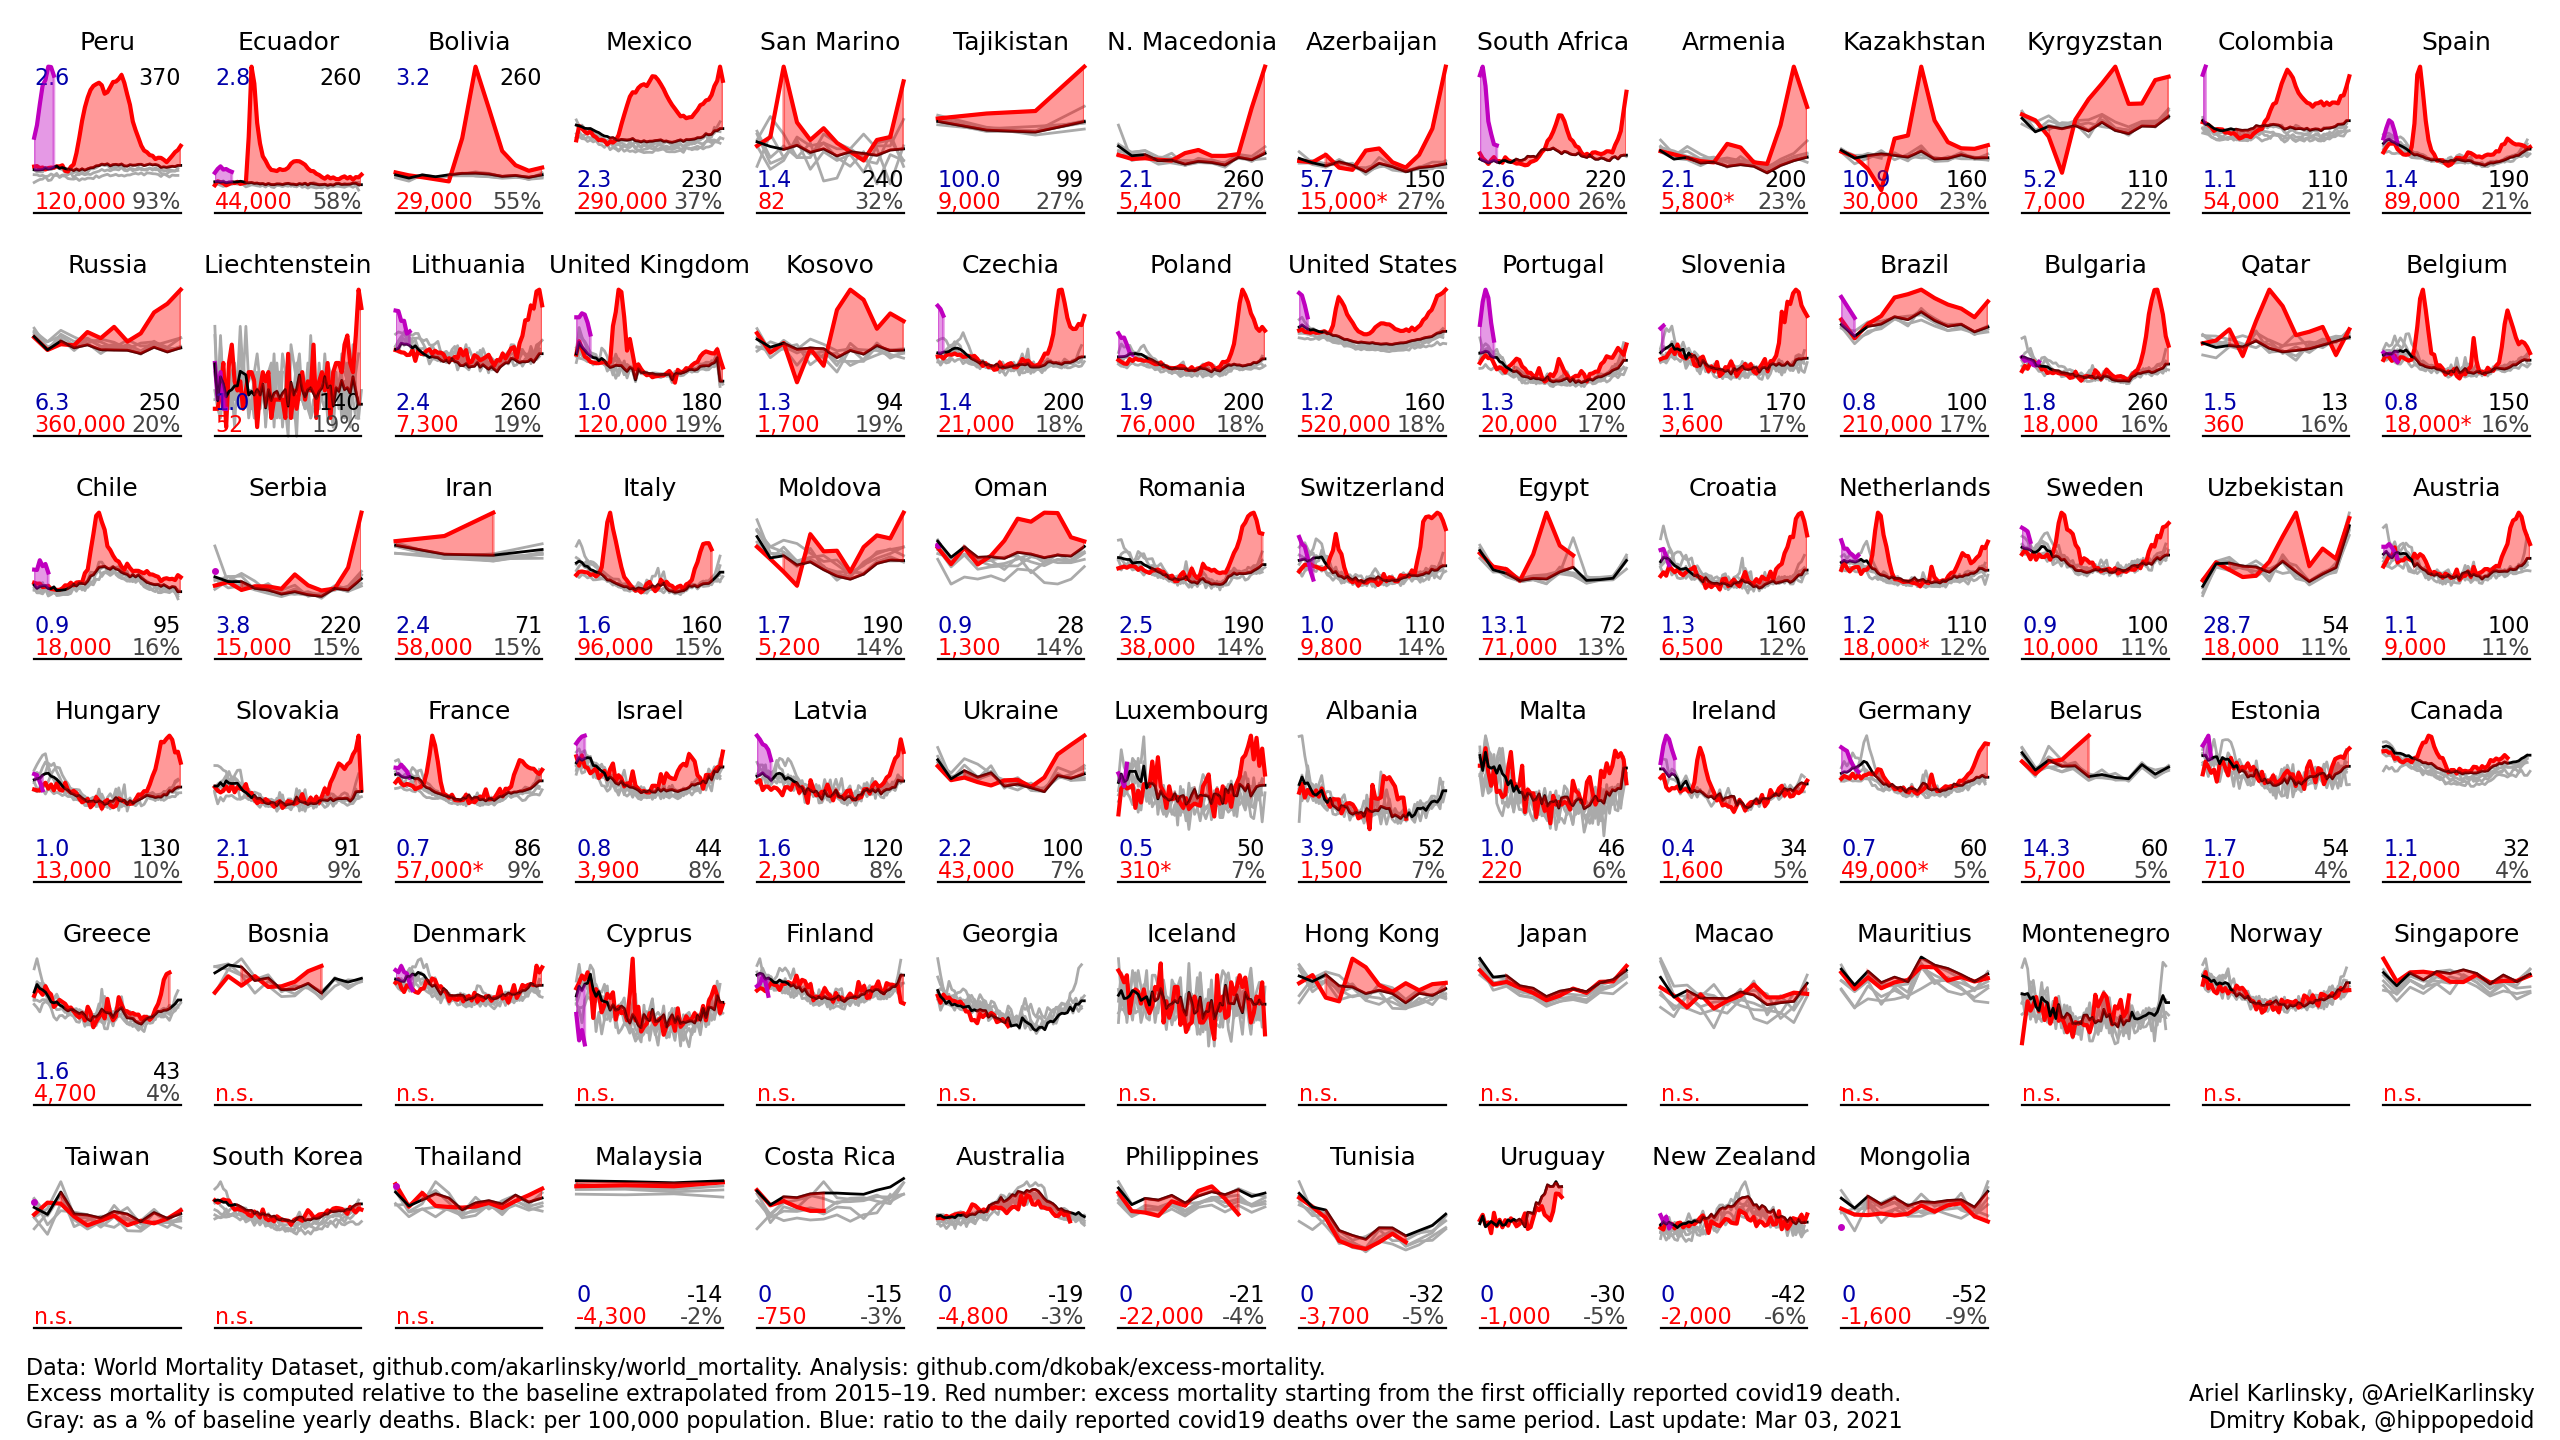 Peru Ecuador Bolivia Mexico San Marino Tajikistan N. Macedonia Azerbaijan South Africa Armenia Kazakhstan Kyrgyzstan Colombia Spain
2.6 370 2.8 260 3.2 260
2.3 230 1.4 240 100.0 99 2.1 260 5.7 150 2.6 220 2.1 200 10.9 160 5.2 110 1.1 110 1.4 190
120,000 93% 44,000 58% 29,000 55% 290,000 37% 82 32% 9,000 27% 5,400 27% 15,000* 27% 130,000 26% 5,800* 23% 30,000 23% 7,000 22% 54,000 21% 89,000 21%
Russia Liechtenstein Lithuania United Kingdom Kosovo Czechia Poland United States Portugal Slovenia Brazil Bulgaria Qatar Belgium
6.3 250 1.0 140 2.4 260 1.0 180 1.3 94 1.4 200 1.9 200 1.2 160 1.3 200 1.1 170 0.8 100 1.8 260 1.5 13 0.8 150
360,000 20% 52 19% 7,300 19% 120,000 19% 1,700 19% 21,000 18% 76,000 18% 520,000 18% 20,000 17% 3,600 17% 210,000 17% 18,000 16% 360 16% 18,000* 16%
Chile Serbia Iran Italy Moldova Oman Romania Switzerland Egypt Croatia Netherlands Sweden Uzbekistan Austria
0.9 95 3.8 220 2.4 71 1.6 160 1.7 190 0.9 28 2.5 190 1.0 110 13.1 72 1.3 160 1.2 110 0.9 100 28.7 54 1.1 100
18,000 16% 15,000 15% 58,000 15% 96,000 15% 5,200 14% 1,300 14% 38,000 14% 9,800 14% 71,000 13% 6,500 12% 18,000* 12% 10,000 11% 18,000 11% 9,000 11%
Hungary Slovakia France Israel Latvia Ukraine Luxembourg Albania Malta Ireland Germany Belarus Estonia Canada
1.0 130 2.1 91 0.7 86 0.8 44 1.6 120 2.2 100 0.5 50 3.9 52 1.0 46 0.4 34 0.7 60 14.3 60 1.7 54 1.1 32
13,000 10% 5,000 9% 57,000* 9% 3,900 8% 2,300 8% 43,000 7% 310* 7% 1,500 7% 220 6% 1,600 5% 49,000* 5% 5,700 5% 710 4% 12,000 4%
Greece Bosnia Denmark Cyprus Finland Georgia Iceland Hong Kong Japan Macao Mauritius Montenegro Norway Singapore
1.6 43
4,700 4% n.s. n.s. n.s. n.s. n.s. n.s. n.s. n.s. n.s. n.s. n.s. n.s. n.s.
Taiwan South Korea Thailand Malaysia Costa Rica Australia Philippines Tunisia Uruguay New Zealand Mongolia
0 -14 0 -15 0 -19 0 -21 0 -32 0 -30 0 -42 0 -52
n.s. n.s. n.s. -4,300 -2% -750 -3% -4,800 -3% -22,000 -4% -3,700 -5% -1,000 -5% -2,000 -6% -1,600 -9%
Data: World Mortality Dataset, github.com/akarlinsky/world_mortality. Analysis: github.com/dkobak/excess-mortality.
Excess mortality is computed relative to the baseline extrapolated from 2015–19. Red number: excess mortality starting from the first officially reported covid19 death.
Gray: as a % of baseline yearly deaths. Black: per 100,000 population. Blue: ratio to the daily reported covid19 deaths over the same period. Last update: Mar 03, 2021
Ariel Karlinsky, @ArielKarlinsky
Dmitry Kobak, @hippopedoid